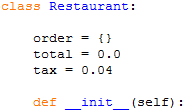 class Restaurant:
order = {}
total = 0.0
tax = 0.04
def __init__(self):